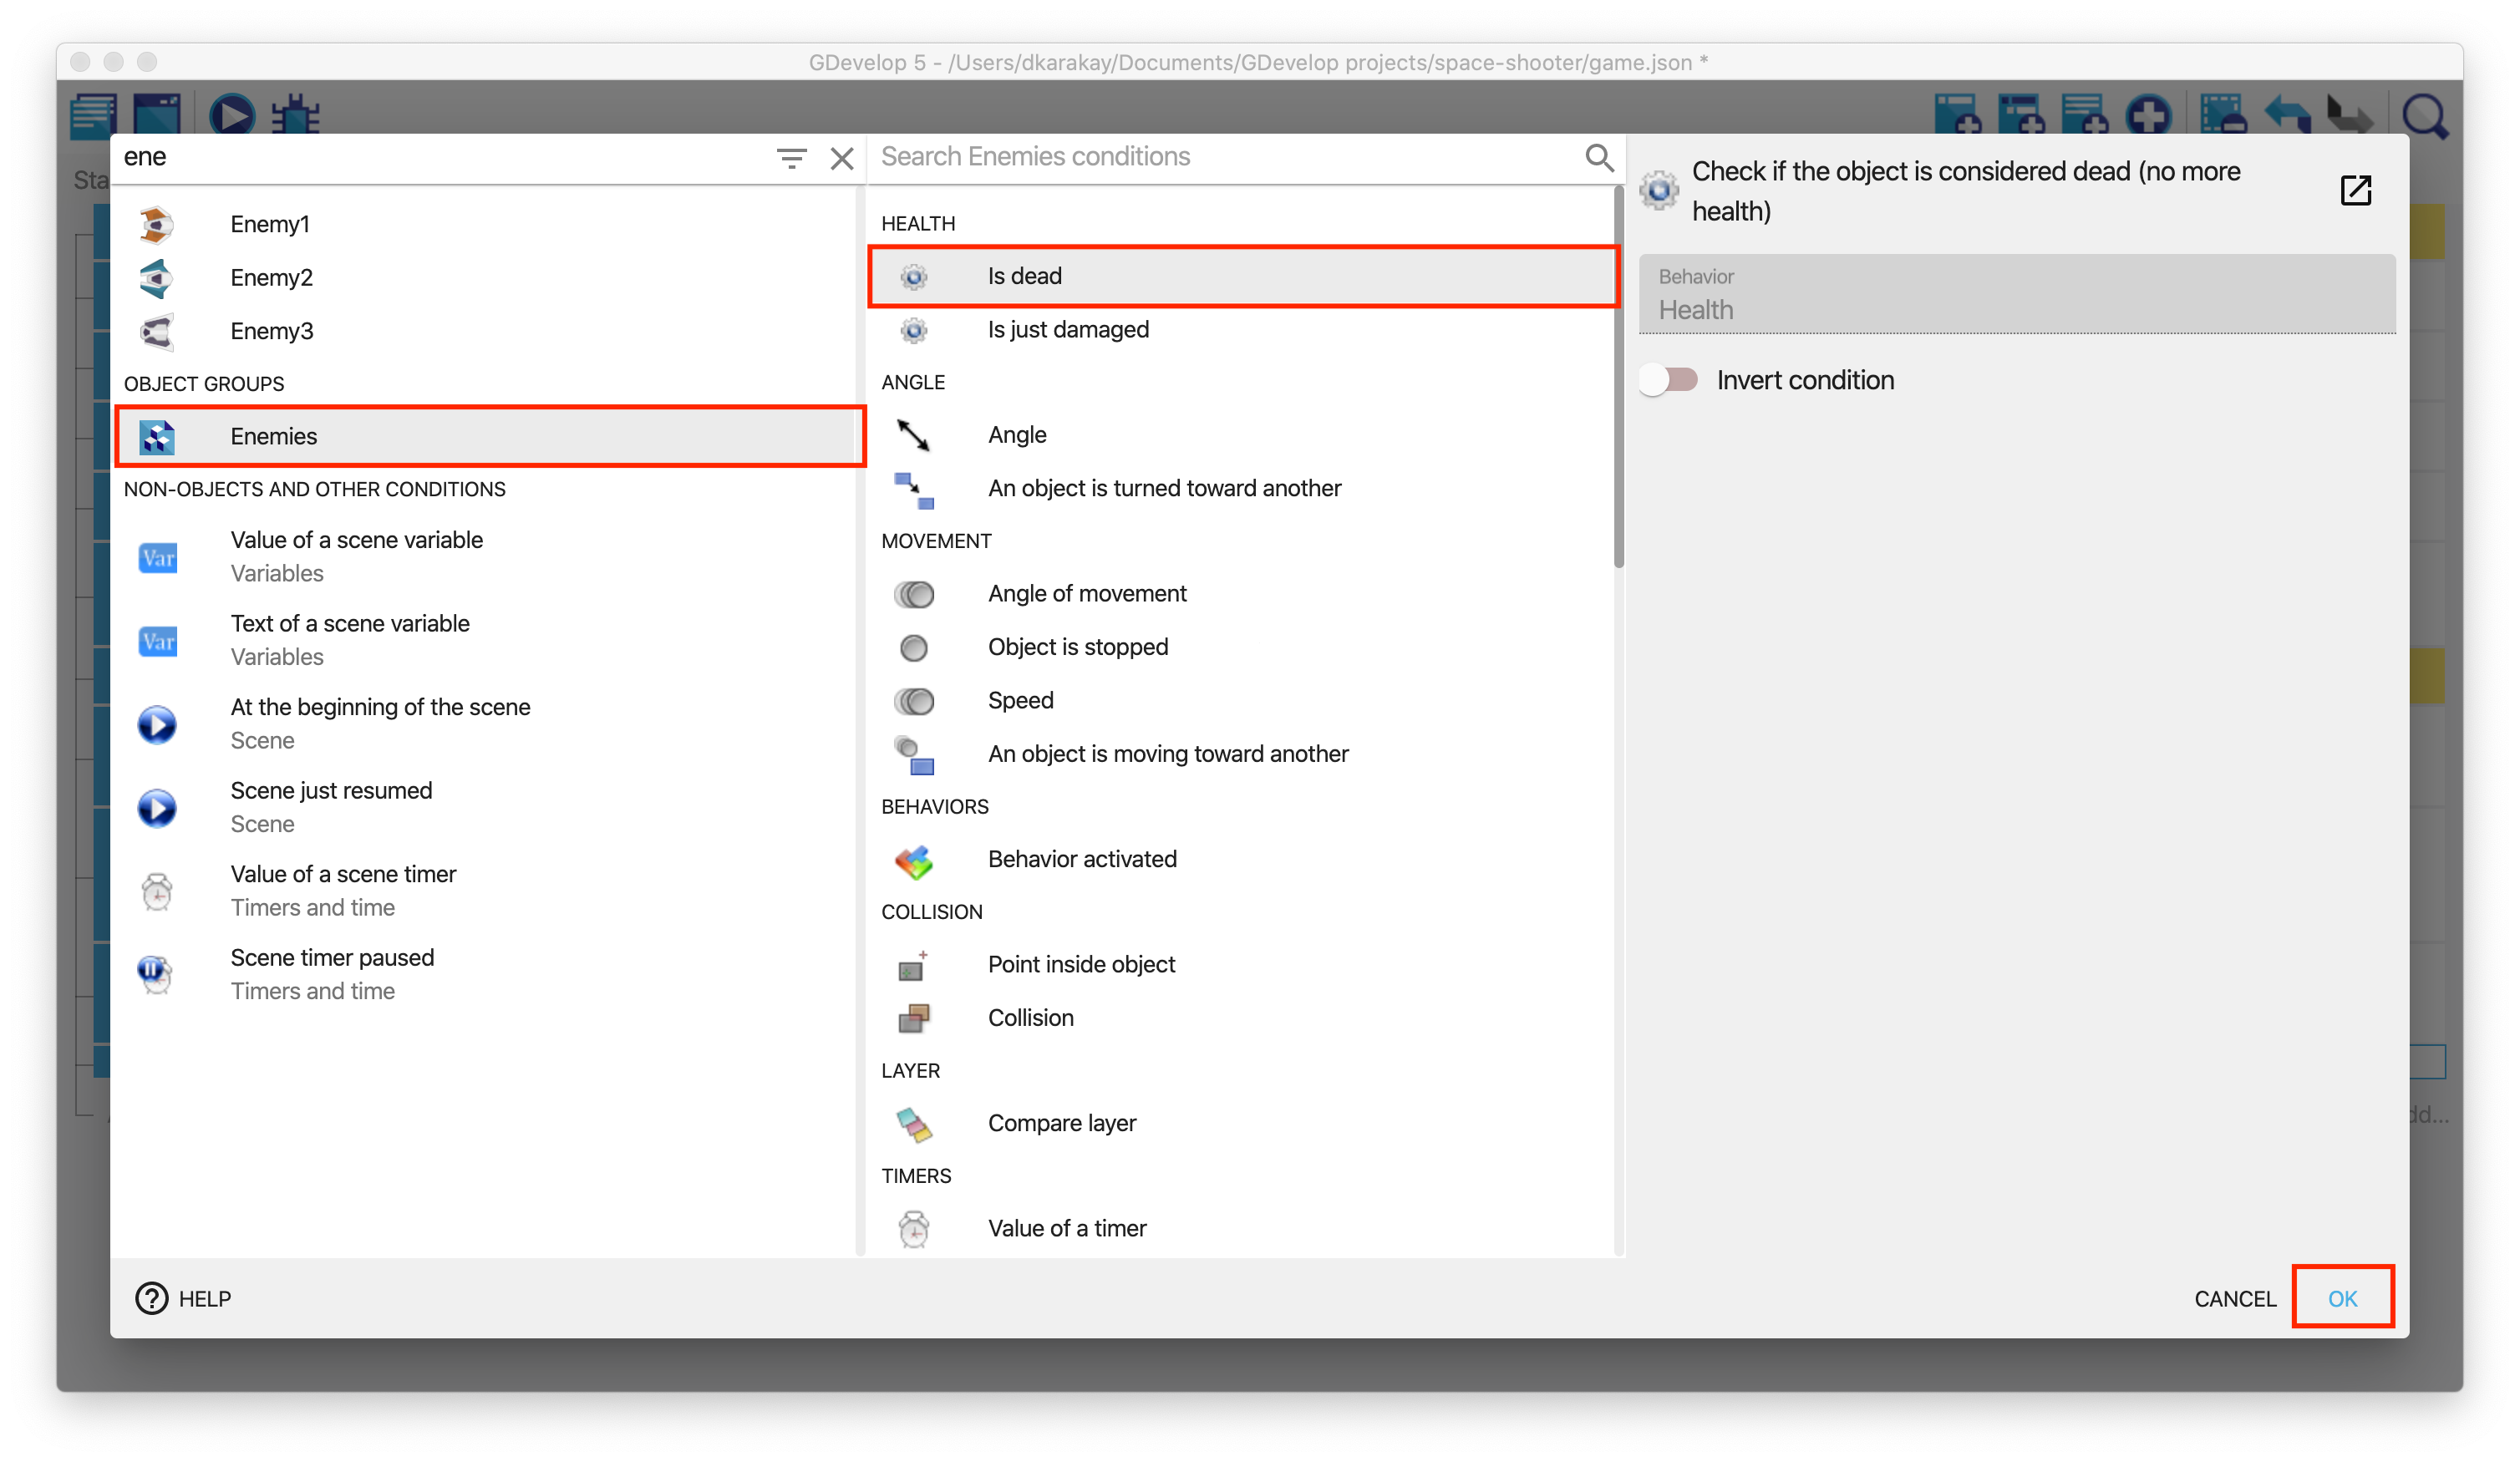 GDevelop 5 - /Users/dkarakay/Documents/GDevelop projects/space-shooter/game.json *
Sta
ene
Search Enemies conditions
Enemy1
Enemy2
Enemy3
OBJECT GROUPS
Enemies
NON-OBJECTS AND OTHER CONDITIONS
Var
Value of a scene variable
Variables
Var
Text of a scene variable
Variables
At the beginning of the scene
Scene
Scene just resumed
Scene
Value of a scene timer
Timers and time
Scene timer paused
Timers and time
HEALTH
Is dead
Is just damaged
ANGLE
Angle
An object is turned toward another
MOVEMENT
Angle of movement
Object is stopped
Speed
An object is moving toward another
BEHAVIORS
Behavior activated
COLLISION
Point inside object
Collision
LAYER
Compare layer
TIMERS
Value of a timer
Check if the object is considered dead (no more
health)
Behavior
Health
Invert condition
dd...
? HELP
CANCEL
OK